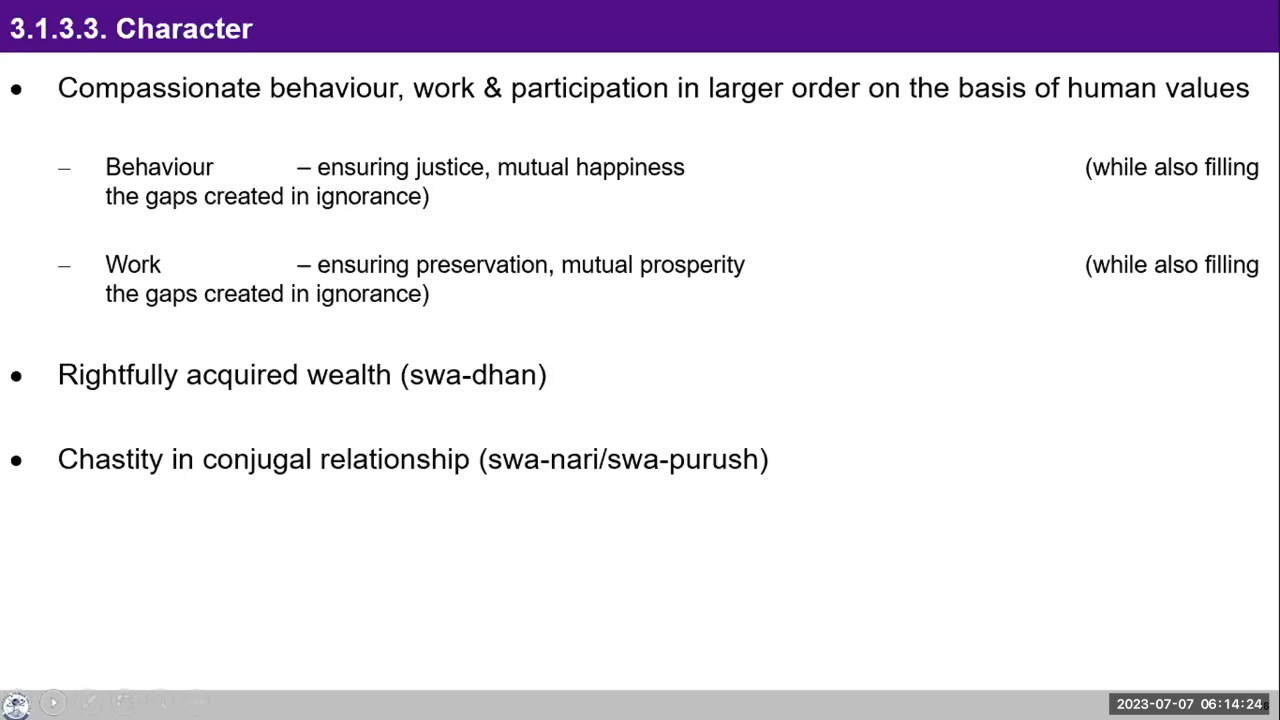 3.1.3.3. Character
• Compassionate behaviour, work & participation in larger order on the basis of human values
– Behaviour – ensuring justice, mutual happiness (while also filling
the gaps created in ignorance)
– Work – ensuring preservation, mutual prosperity (while also filling
the gaps created in ignorance)
• Rightfully acquired wealth (swa-dhan)
• Chastity in conjugal relationship (swa-nari/swa-purush)
2023-07-07 06:14:24